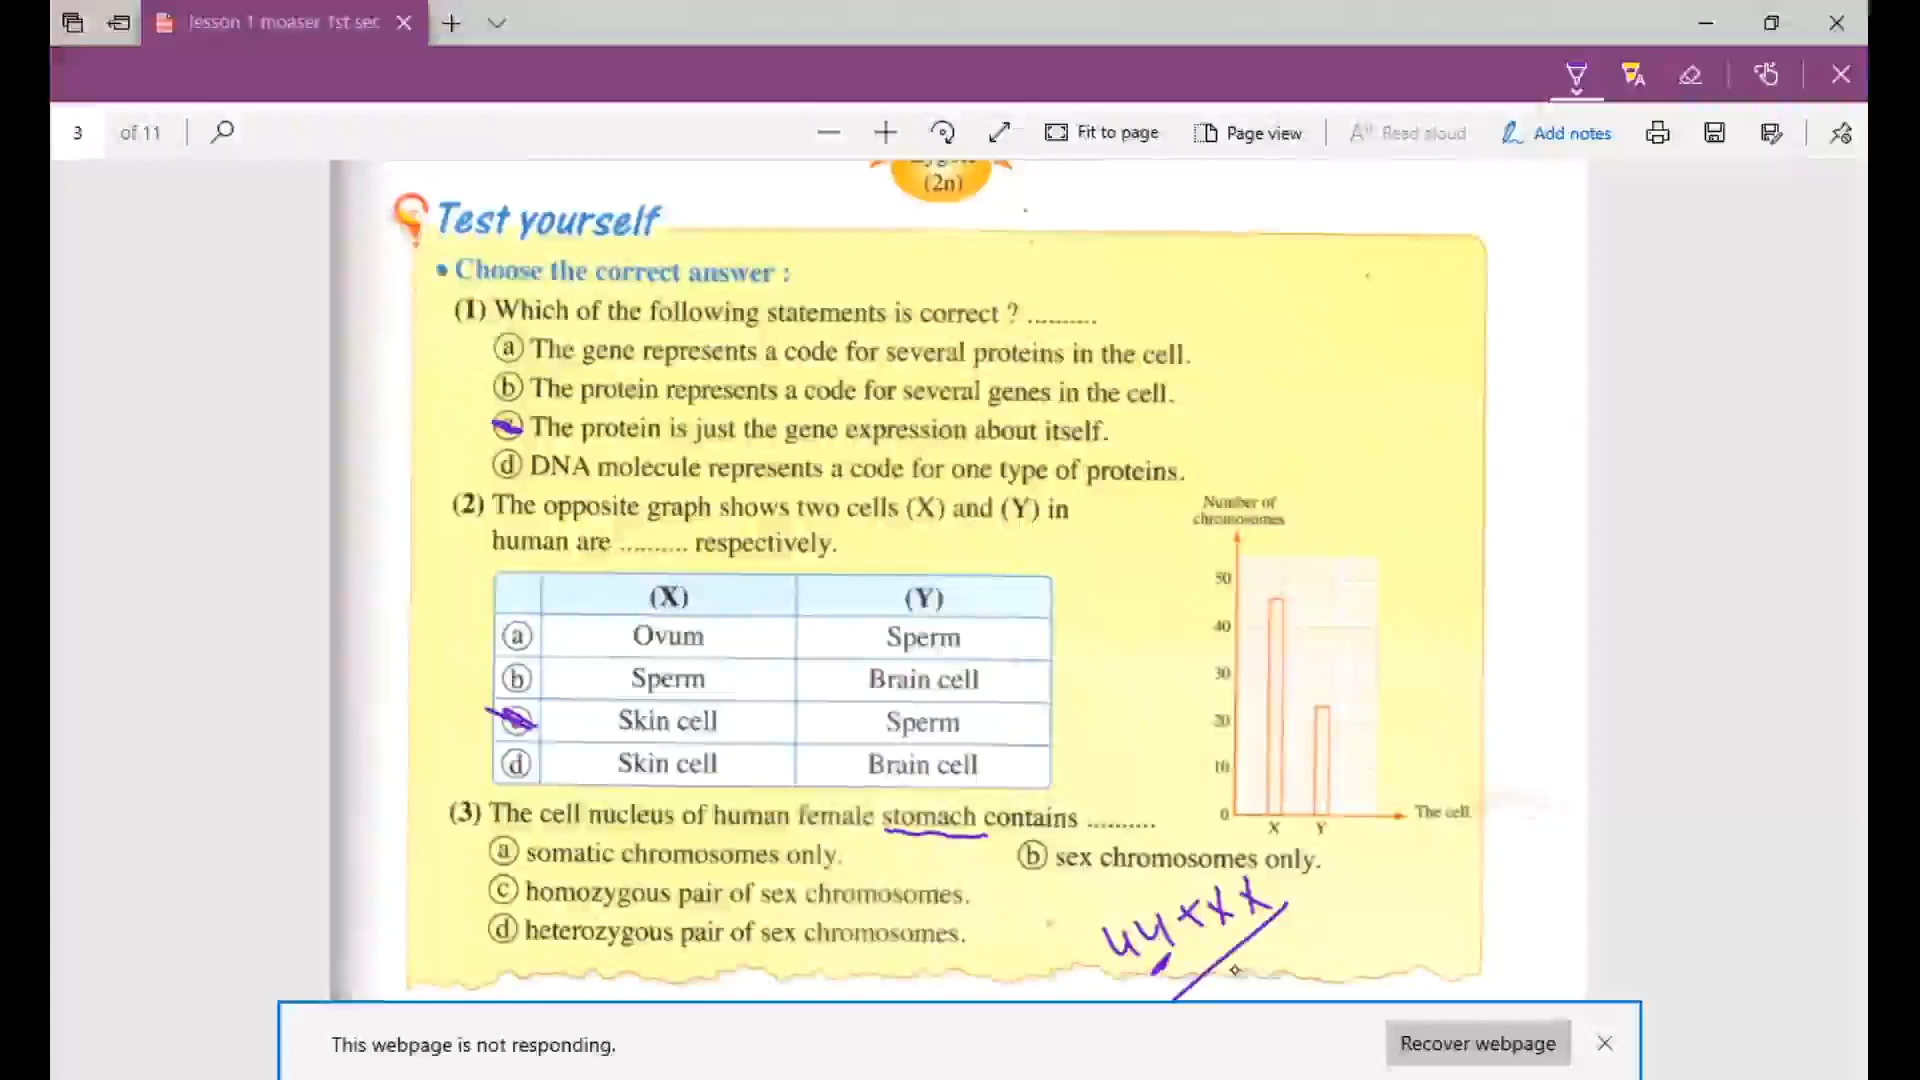 lesson 1 moaser 1st sec
3 of 11
Fit to page
Page view
Read aloud
Add notes
(2n)
Test yourself
• Choose the correct answer :
(1) Which of the following statements is correct ? ..........
a The gene represents a code for several proteins in the cell.
b The protein represents a code for several genes in the cell.
The protein is just the gene expression about itself.
d DNA molecule represents a code for one type of proteins.
(2) The opposite graph shows two cells (X) and (Y) in
human are .......... respectively.
(X) (Y)
a Ovum Sperm
b Sperm Brain cell
Skin cell Sperm
d Skin cell Brain cell
Number of
chromosomes
50
40
30
20
10
0
X Y
The cell
(3) The cell nucleus of human female stomach contains ..........
a somatic chromosomes only.
b sex chromosomes only.
c homozygous pair of sex chromosomes.
d heterozygous pair of sex chromosomes.
44+XX
This webpage is not responding.
Recover webpage